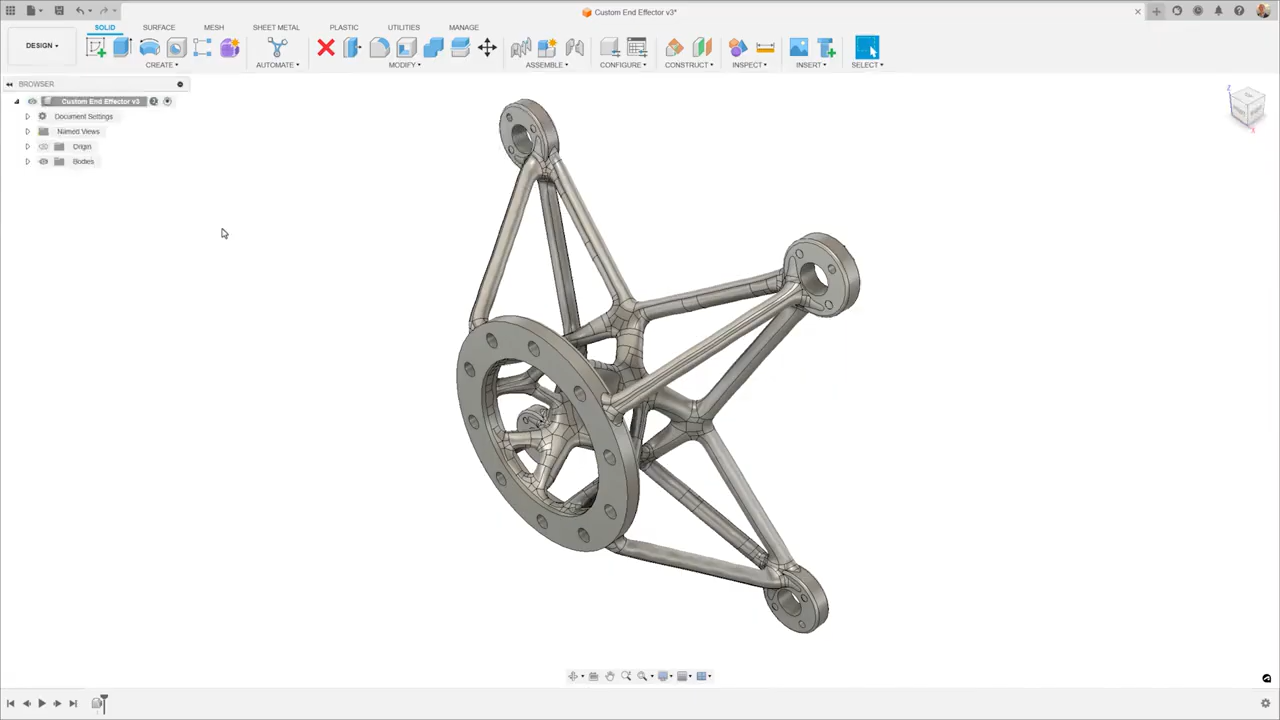 Custom End Effector v3*
SOLID SURFACE MESH SHEET METAL PLASTIC UTILITIES MANAGE
DESIGN
CREATE AUTOMATE MODIFY ASSEMBLE CONFIGURE CONSTRUCT INSPECT INSERT SELECT
BROWSER
Custom End Effector v3
Document Settings
Named Views
Origin
Bodies